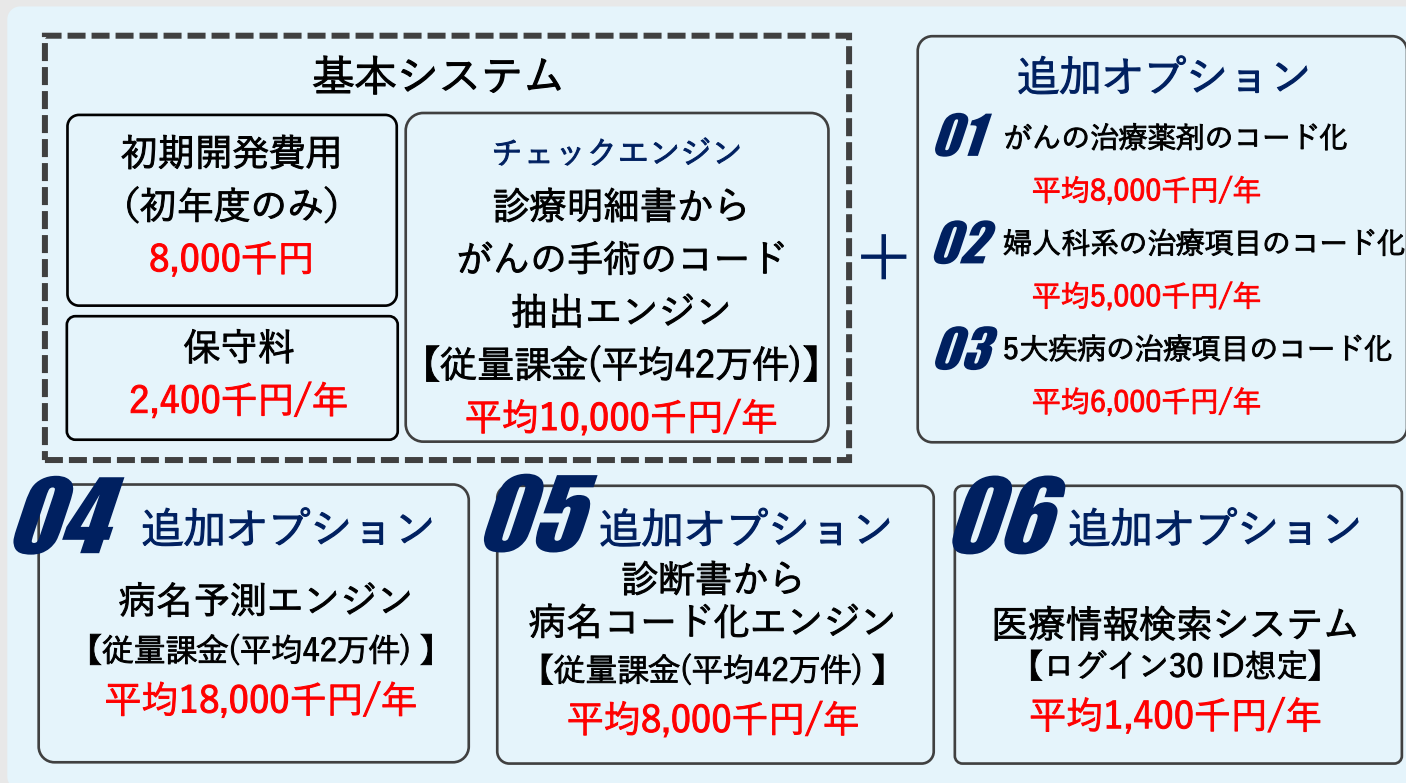 基本システム
初期開発費用
（初年度のみ）
8,000千円
保守料
2,400千円/年
チェックエンジン
診療明細書から
がんの手術のコード
抽出エンジン
【従量課金(平均42万件)】
平均10,000千円/年
＋
追加オプション
01 がんの治療薬剤のコード化
平均8,000千円/年
02 婦人科系の治療項目のコード化
平均5,000千円/年
03 5大疾病の治療項目のコード化
平均6,000千円/年
04 追加オプション
病名予測エンジン
【従量課金(平均42万件) 】
平均18,000千円/年
05 追加オプション
診断書から
病名コード化エンジン
【従量課金(平均42万件) 】
平均8,000千円/年
06 追加オプション
医療情報検索システム
【ログイン30 ID想定】
平均1,400千円/年